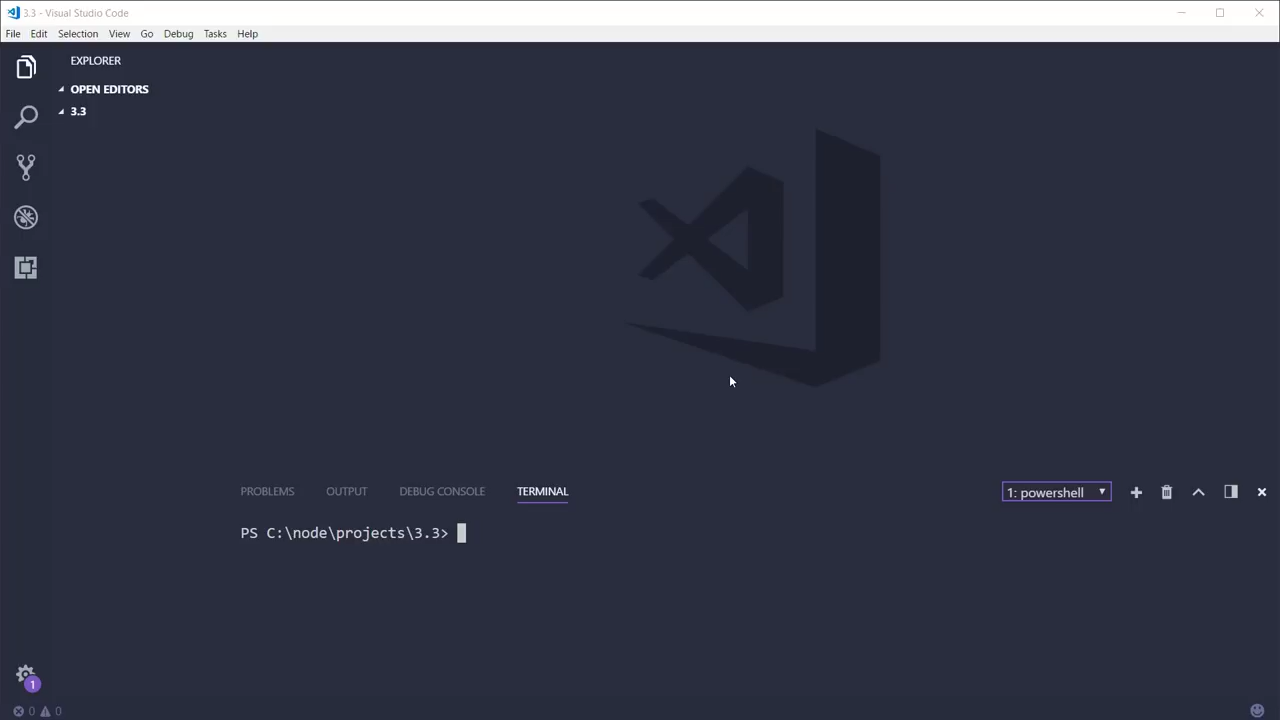 3.3 - Visual Studio Code
File Edit Selection View Go Debug Tasks Help
EXPLORER
OPEN EDITORS
3.3
PROBLEMS OUTPUT DEBUG CONSOLE TERMINAL 1: powershell
PS C:\node\projects\3.3>
1
0 0